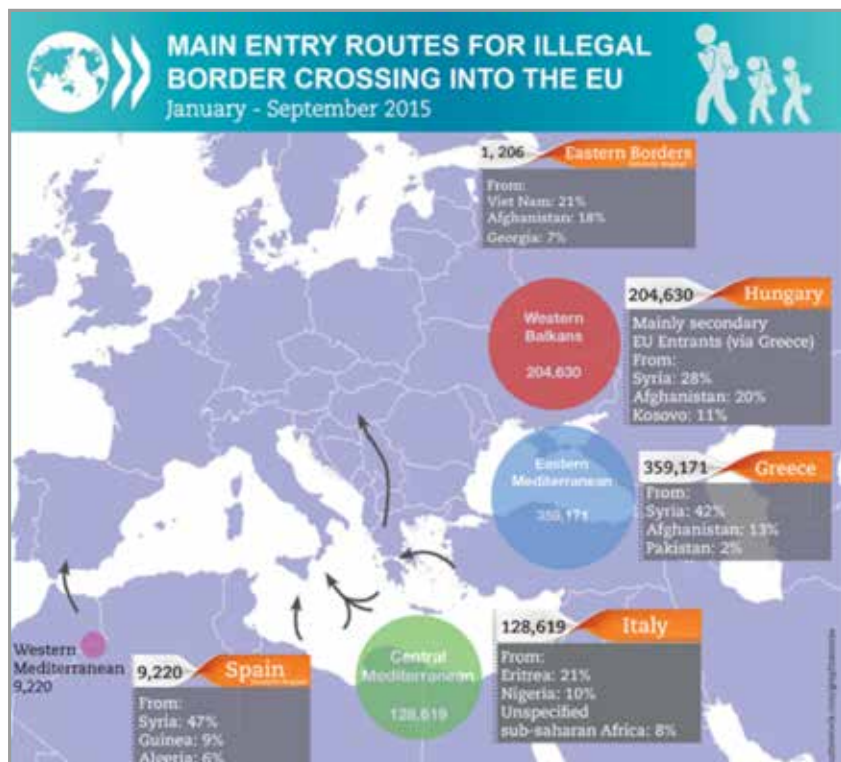 MAIN ENTRY ROUTES FOR ILLEGAL
BORDER CROSSING INTO THE EU
January - September 2015
1, 206
Eastern Borders
From:
Viet Nam: 21%
Afghanistan: 18%
Georgia: 7%
Western
Balkans
204,630
204,630
Hungary
Mainly secondary
EU Entrants (via Greece)
From:
Syria: 28%
Afghanistan: 20%
Kosovo: 11%
Eastern
Mediterranean
359,171
359,171
Greece
From:
Syria: 42%
Afghanistan: 13%
Pakistan: 2%
Western
Mediterranean
9,220
9,220
Spain
From:
Syria: 47%
Guinea: 9%
Algeria: 6%
Central
Mediterranean
128,619
128,619
Italy
From:
Eritrea: 21%
Nigeria: 10%
Unspecified
sub-saharan Africa: 8%